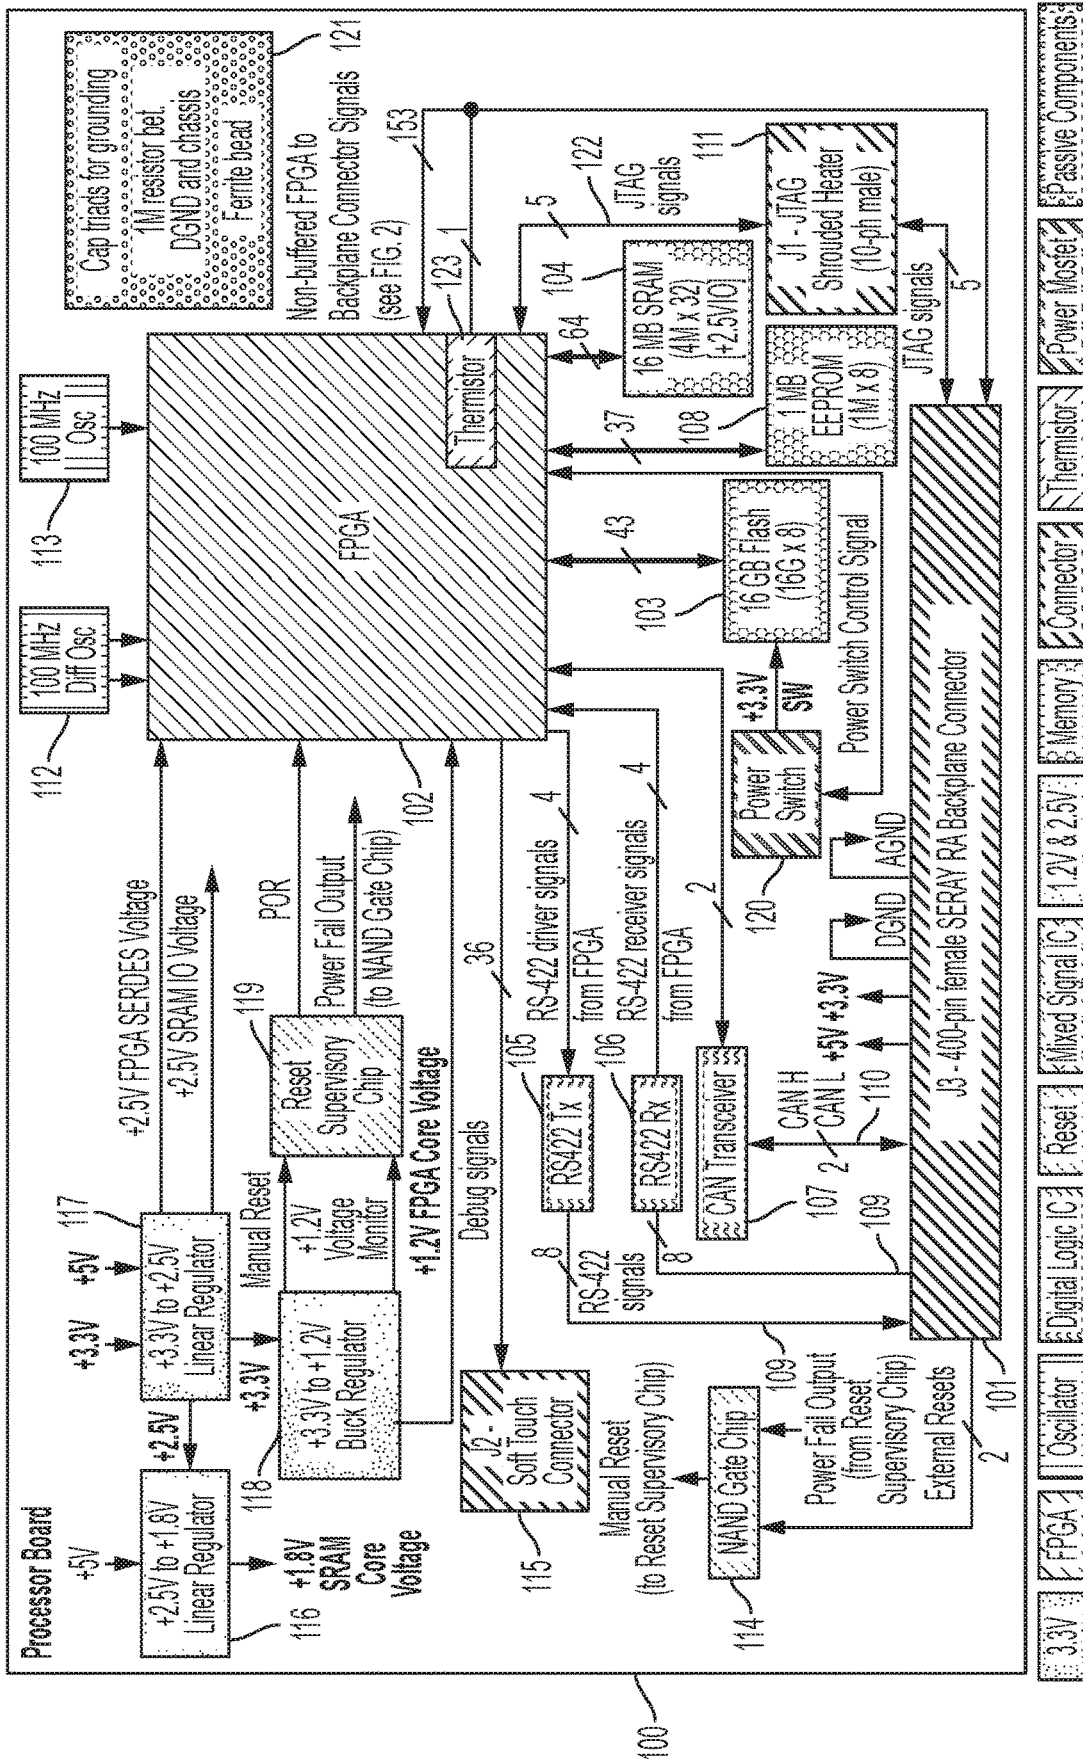 Processor Board
+5V
+2.5V to +1.8V
Linear Regulator
116
+1.8V
SRAM
Core
Voltage
+2.5V
+3.3V
+5V
117
+3.3V to +2.5V
Linear Regulator
+3.3V
118
+3.3V to +1.2V
Buck Regulator
Manual Reset
+1.2V
Voltage
Monitor
+1.2V FPGA Core Voltage
+2.5V FPGA SERDES Voltage
+2.5V SRAM IO Voltage
119
Reset
Supervisory
Chip
POR
Power Fail Output
(to NAND Gate Chip)
112
100 MHz
Diff Osc
113
100 MHz
Osc
Cap triads for grounding
1M resistor bet.
DGND and chassis
Ferrite bead
121
FPGA
102
Thermistor
123
1
Non-buffered FPGA to
Backplane Connector Signals
(see FIG. 2)
153
Debug signals
36
J2 -
Soft Touch
Connector
115
105
RS422 Tx
RS-422 driver signals
from FPGA
4
106
RS422 Rx
RS-422 receiver signals
from FPGA
4
8
RS-422
signals
8
109
109
CAN Transceiver
107
2
CAN H
CAN L
2
110
120
Power
Switch
+3.3V
SW
Power Switch Control Signal
103
16 GB Flash
(16G x 8)
43
37
108
1 MB
EEPROM
(1M x 8)
64
104
16 MB SRAM
(4M x 32)
[+2.5VIO]
5
122
JTAG
signals
111
J1 - JTAG
Shrouded Heater
(10-ph male)
JTAG signals
5
Manual Reset
(to Reset Supervisory Chip)
NAND Gate Chip
114
Power Fail Output
(from Reset
Supervisory Chip)
External Resets
2
101
+5V +3.3V
DGND
AGND
J3 - 400-pin female SERAY RA Backplane Connector
100
3.3V
FPGA
Oscillator
Digital Logic IC
Reset
Mixed Signal IC
1.2V & 2.5V
Memory
Connector
Thermistor
Power Mosfet
Passive Components